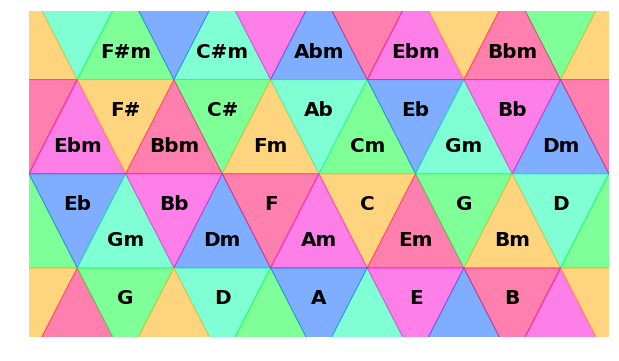 F#m C#m Abm Ebm Bbm
F# C# Ab Eb Bb
Ebm Bbm Fm Cm Gm Dm
Eb Bb F C G D
Gm Dm Am Em Bm
G D A E B